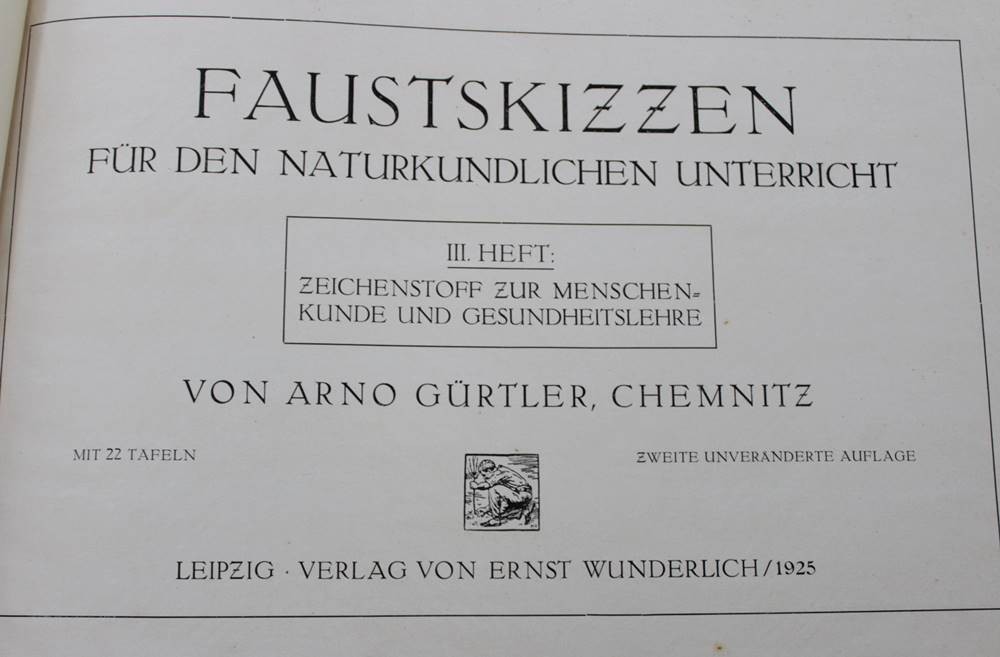 FAUSTSKIZZEN
FÜR DEN NATURKUNDLICHEN UNTERRICHT
III. HEFT:
ZEICHENSTOFF ZUR MENSCHEN=
KUNDE UND GESUNDHEITSLEHRE
VON ARNO GÜRTLER, CHEMNITZ
MIT 22 TAFELN
ZWEITE UNVERANDERTE AUFLAGE
LEIPZIG · VERLAG VON ERNST WUNDERLICH / 1925